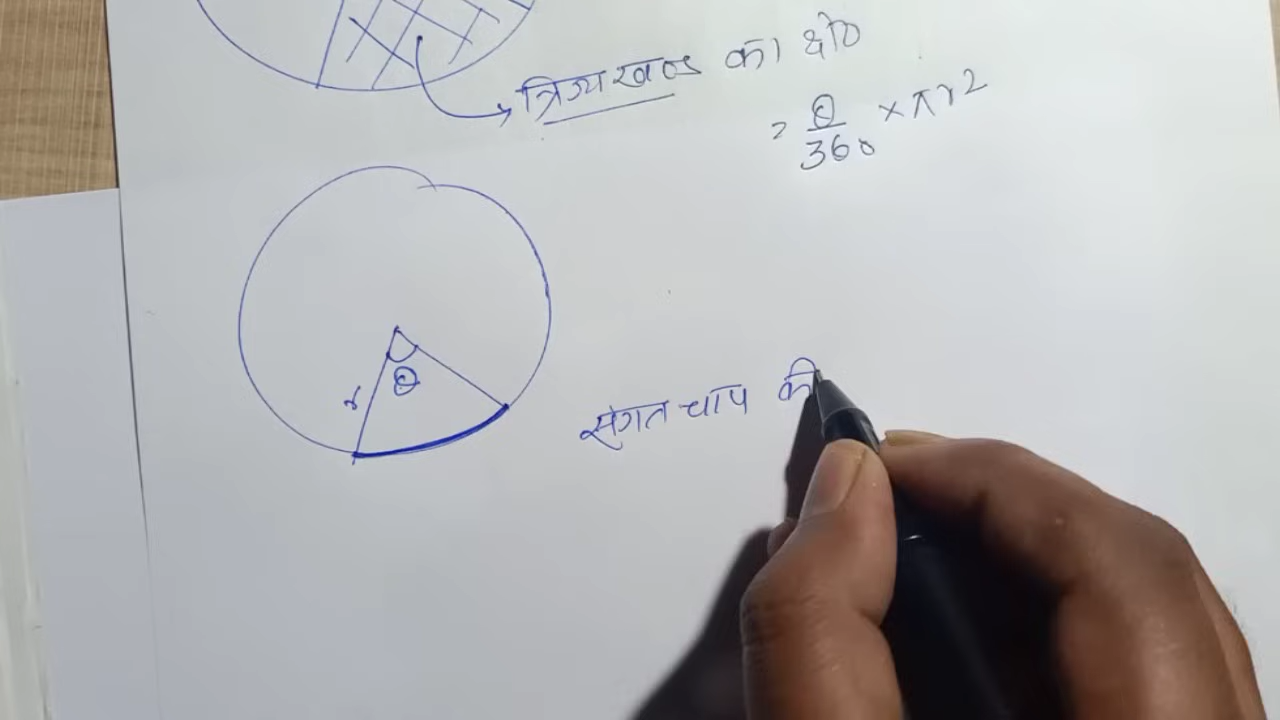 त्रिज्यखण्ड का क्षे०
= θ/360 × πr2
θ
r
संगत चाप की